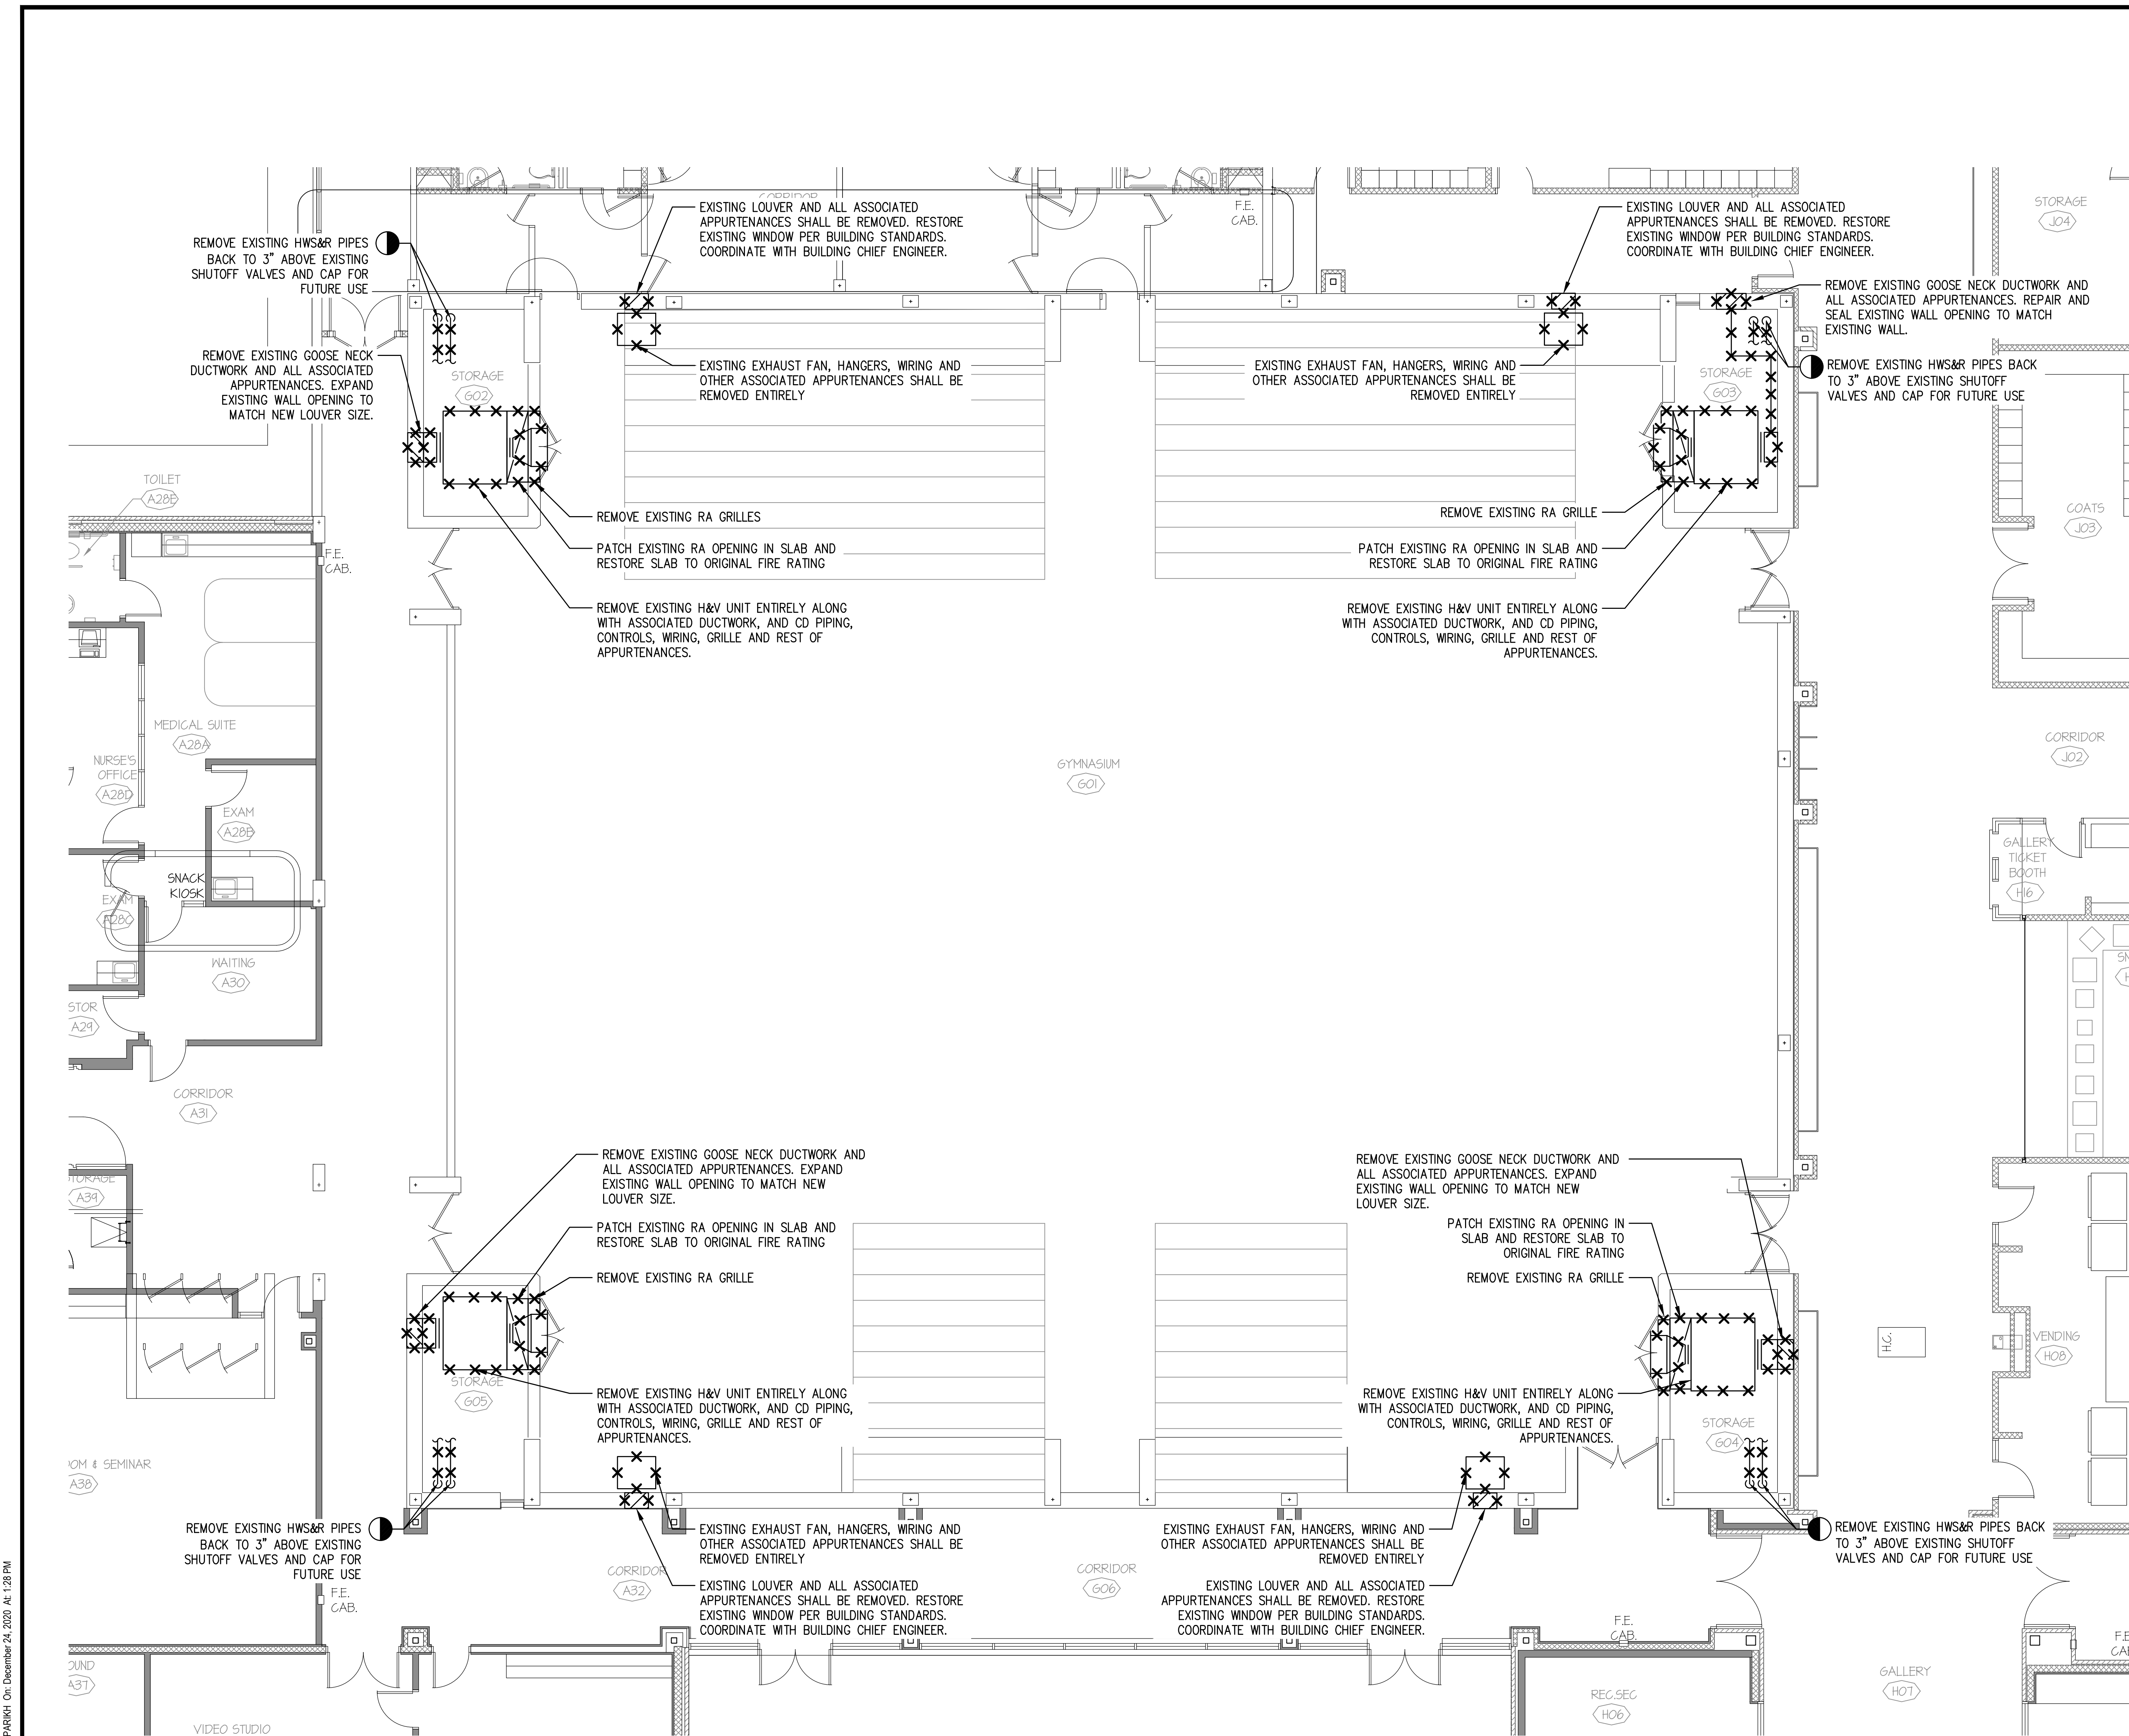 CORRIDOR
EXISTING LOUVER AND ALL ASSOCIATED
APPURTENANCES SHALL BE REMOVED. RESTORE
EXISTING WINDOW PER BUILDING STANDARDS.
COORDINATE WITH BUILDING CHIEF ENGINEER.
F.E.
CAB.
EXISTING LOUVER AND ALL ASSOCIATED
APPURTENANCES SHALL BE REMOVED. RESTORE
EXISTING WINDOW PER BUILDING STANDARDS.
COORDINATE WITH BUILDING CHIEF ENGINEER.
STORAGE
J04
REMOVE EXISTING HWS&R PIPES
BACK TO 3" ABOVE EXISTING
SHUTOFF VALVES AND CAP FOR
FUTURE USE
REMOVE EXISTING GOOSE NECK DUCTWORK AND
ALL ASSOCIATED APPURTENANCES. REPAIR AND
SEAL EXISTING WALL OPENING TO MATCH
EXISTING WALL.
REMOVE EXISTING GOOSE NECK
DUCTWORK AND ALL ASSOCIATED
APPURTENANCES. EXPAND
EXISTING WALL OPENING TO
MATCH NEW LOUVER SIZE.
STORAGE
G02
EXISTING EXHAUST FAN, HANGERS, WIRING AND
OTHER ASSOCIATED APPURTENANCES SHALL BE
REMOVED ENTIRELY
EXISTING EXHAUST FAN, HANGERS, WIRING AND
OTHER ASSOCIATED APPURTENANCES SHALL BE
REMOVED ENTIRELY
STORAGE
G03
REMOVE EXISTING HWS&R PIPES BACK
TO 3" ABOVE EXISTING SHUTOFF
VALVES AND CAP FOR FUTURE USE
TOILET
A28E
REMOVE EXISTING RA GRILLES
REMOVE EXISTING RA GRILLE
COATS
J03
F.E.
CAB.
PATCH EXISTING RA OPENING IN SLAB AND
RESTORE SLAB TO ORIGINAL FIRE RATING
PATCH EXISTING RA OPENING IN SLAB AND
RESTORE SLAB TO ORIGINAL FIRE RATING
REMOVE EXISTING H&V UNIT ENTIRELY ALONG
WITH ASSOCIATED DUCTWORK, AND CD PIPING,
CONTROLS, WIRING, GRILLE AND REST OF
APPURTENANCES.
REMOVE EXISTING H&V UNIT ENTIRELY ALONG
WITH ASSOCIATED DUCTWORK, AND CD PIPING,
CONTROLS, WIRING, GRILLE AND REST OF
APPURTENANCES.
MEDICAL SUITE
A28A
NURSE'S
OFFICE
A28D
GYMNASIUM
G01
CORRIDOR
J02
EXAM
A28B
GALLERY
TICKET
BOOTH
H16
SNACK
KIOSK
EXAM
A28C
WAITING
A30
STOR
A29
CORRIDOR
A31
REMOVE EXISTING GOOSE NECK DUCTWORK AND
ALL ASSOCIATED APPURTENANCES. EXPAND
EXISTING WALL OPENING TO MATCH NEW
LOUVER SIZE.
REMOVE EXISTING GOOSE NECK DUCTWORK AND
ALL ASSOCIATED APPURTENANCES. EXPAND
EXISTING WALL OPENING TO MATCH NEW
LOUVER SIZE.
TORAGE
A39
PATCH EXISTING RA OPENING IN SLAB AND
RESTORE SLAB TO ORIGINAL FIRE RATING
PATCH EXISTING RA OPENING IN
SLAB AND RESTORE SLAB TO
ORIGINAL FIRE RATING
REMOVE EXISTING RA GRILLE
REMOVE EXISTING RA GRILLE
H.C.
VENDING
H08
STORAGE
G05
REMOVE EXISTING H&V UNIT ENTIRELY ALONG
WITH ASSOCIATED DUCTWORK, AND CD PIPING,
CONTROLS, WIRING, GRILLE AND REST OF
APPURTENANCES.
REMOVE EXISTING H&V UNIT ENTIRELY ALONG
WITH ASSOCIATED DUCTWORK, AND CD PIPING,
CONTROLS, WIRING, GRILLE AND REST OF
APPURTENANCES.
STORAGE
G04
OM & SEMINAR
A38
REMOVE EXISTING HWS&R PIPES
BACK TO 3" ABOVE EXISTING
SHUTOFF VALVES AND CAP FOR
FUTURE USE
EXISTING EXHAUST FAN, HANGERS, WIRING AND
OTHER ASSOCIATED APPURTENANCES SHALL BE
REMOVED ENTIRELY
EXISTING EXHAUST FAN, HANGERS, WIRING AND
OTHER ASSOCIATED APPURTENANCES SHALL BE
REMOVED ENTIRELY
REMOVE EXISTING HWS&R PIPES BACK
TO 3" ABOVE EXISTING SHUTOFF
VALVES AND CAP FOR FUTURE USE
CORRIDOR
A32
CORRIDOR
G06
F.E.
CAB.
EXISTING LOUVER AND ALL ASSOCIATED
APPURTENANCES SHALL BE REMOVED. RESTORE
EXISTING WINDOW PER BUILDING STANDARDS.
COORDINATE WITH BUILDING CHIEF ENGINEER.
EXISTING LOUVER AND ALL ASSOCIATED
APPURTENANCES SHALL BE REMOVED. RESTORE
EXISTING WINDOW PER BUILDING STANDARDS.
COORDINATE WITH BUILDING CHIEF ENGINEER.
F.E.
CAB.
F.E
CA
OUND
A37
GALLERY
H07
REC.SEC
H06
VIDEO STUDIO
PARIKH On: December 24, 2020 At: 1:28 PM